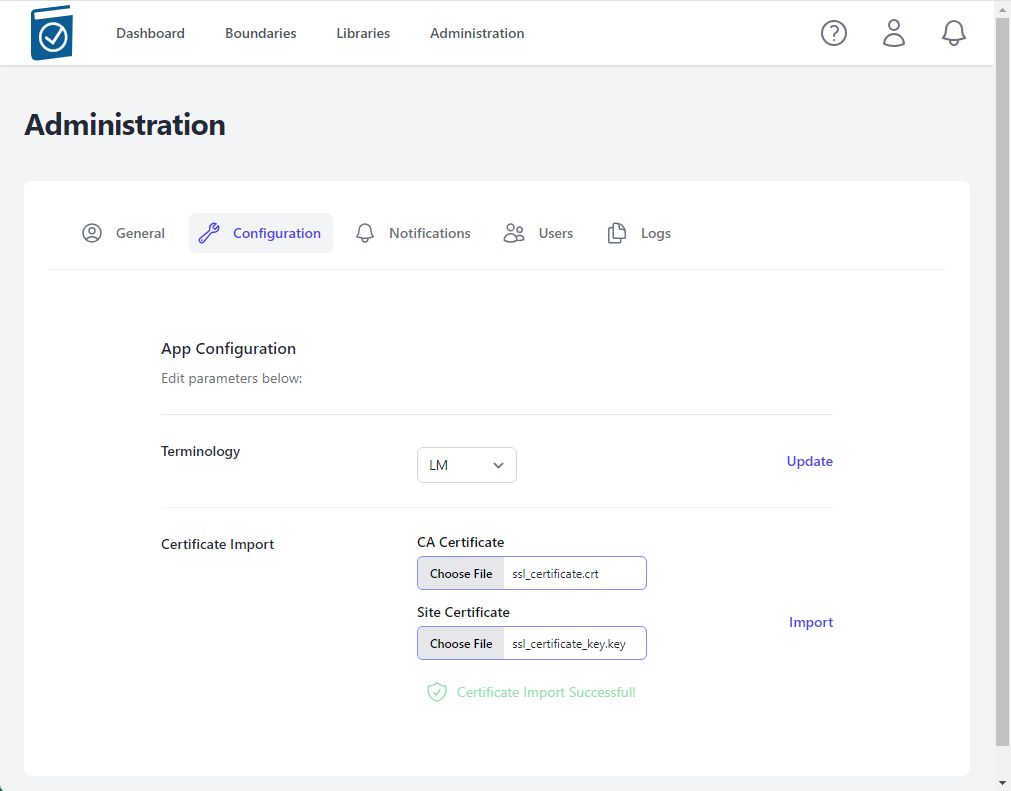 Dashboard Boundaries Libraries Administration ?
Administration
General Configuration Notifications Users Logs
App Configuration
Edit parameters below:
Terminology LM Update
Certificate Import CA Certificate
Choose File ssl_certificate.crt
Site Certificate
Import
Choose File ssl_certificate_key.key
Certificate Import Successful!